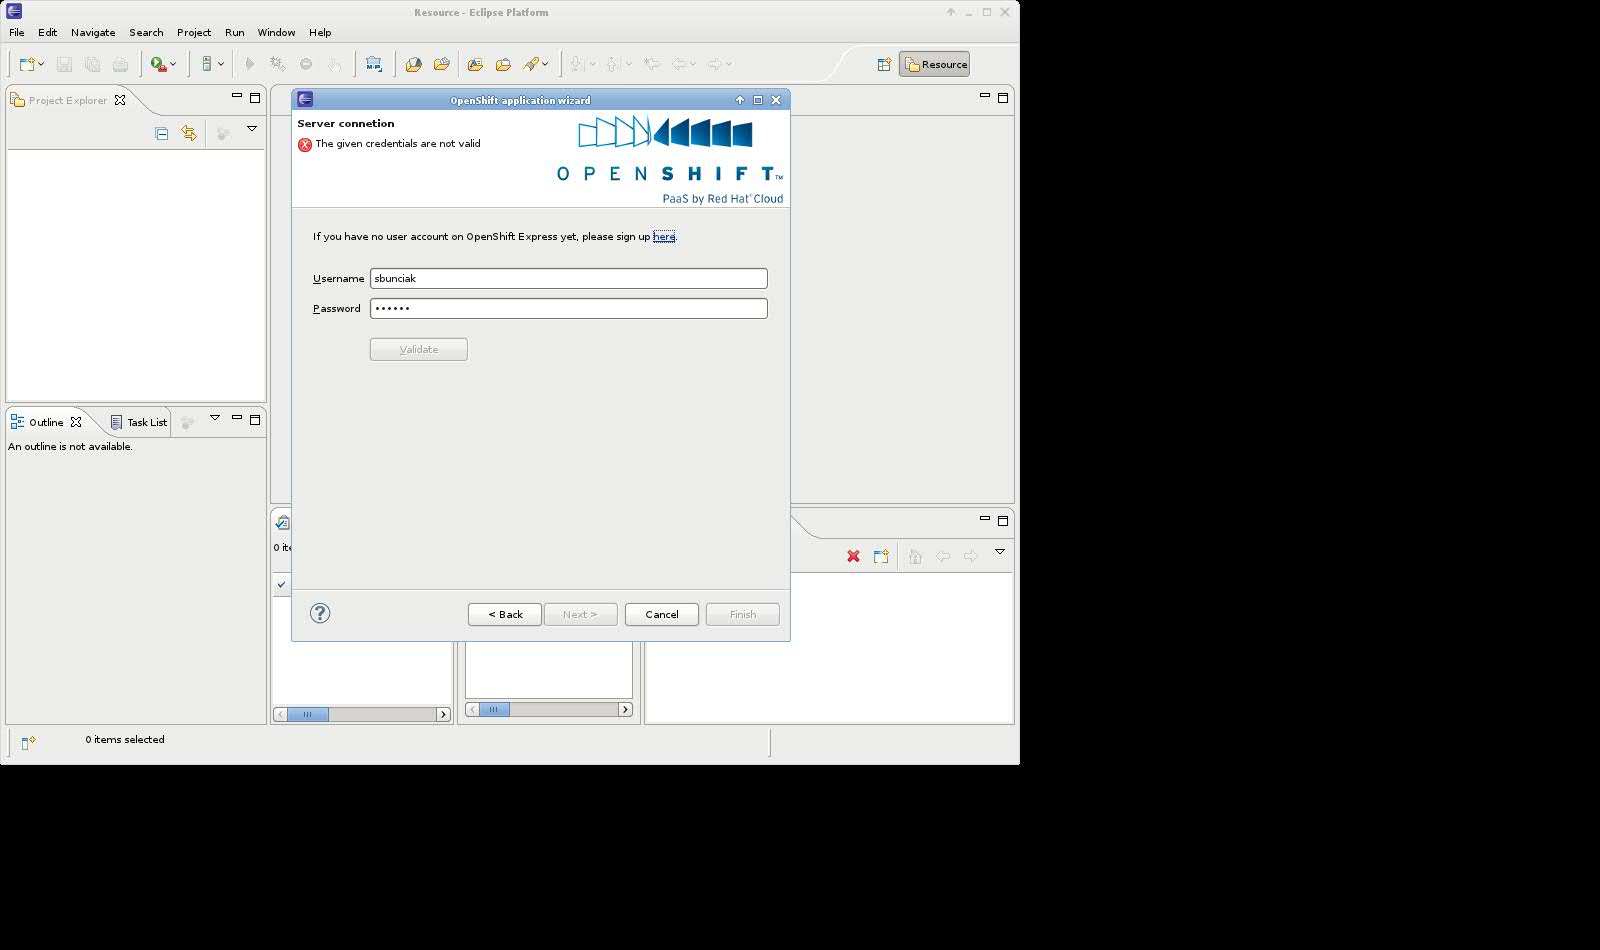 Resource - Eclipse Platform
File Edit Navigate Search Project Run Window Help
Resource
Project Explorer
OpenShift application wizard
Server connetion
The given credentials are not valid
OPENSHIFT™
PaaS by Red Hat® Cloud
If you have no user account on OpenShift Express yet, please sign up here.
Username sbunciak
Password ••••••
Validate
Outline Task List
An outline is not available.
0 ite
< Back Next > Cancel Finish
0 items selected